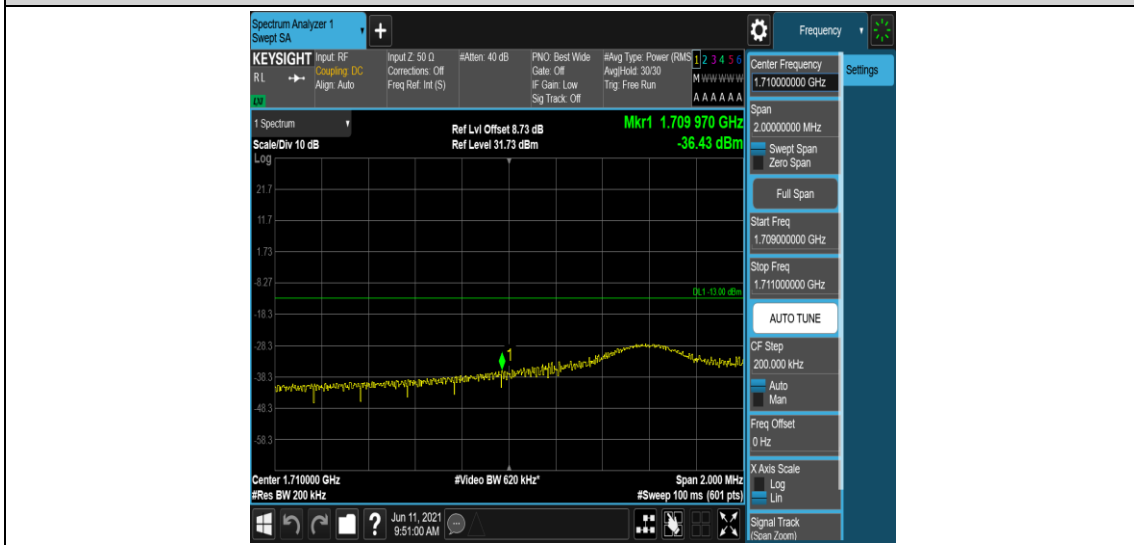 Spectrum Analyzer 1
Swept SA
+
Frequency
KEYSIGHT
RL
Input: RF
Coupling: DC
Align: Auto
Input Z: 50 Ω
Corrections: Off
Freq Ref: Int (S)
#Atten: 40 dB
PNO: Best Wide
Gate: Off
IF Gain: Low
Sig Track: Off
#Avg Type: Power (RMS
Avg|Hold: 30/30
Trig: Free Run
1 2 3 4 5 6
M W W W W W
A A A A A A
1 Spectrum
Scale/Div 10 dB
Ref Lvl Offset 8.73 dB
Ref Level 31.73 dBm
Mkr1 1.709 970 GHz
-36.43 dBm
Log
21.7
11.7
1.73
-8.27
-18.3
-28.3
-38.3
-48.3
-58.3
DL1 -13.00 dBm
1
Center 1.710000 GHz
#Res BW 200 kHz
#Video BW 620 kHz*
Span 2.000 MHz
#Sweep 100 ms (601 pts)
Center Frequency
1.710000000 GHz
Settings
Span
2.00000000 MHz
Swept Span
Zero Span
Full Span
Start Freq
1.709000000 GHz
Stop Freq
1.711000000 GHz
AUTO TUNE
CF Step
200.000 kHz
Auto
Man
Freq Offset
0 Hz
X Axis Scale
Log
Lin
Signal Track
(Span Zoom)
?
Jun 11, 2021
9:51:00 AM